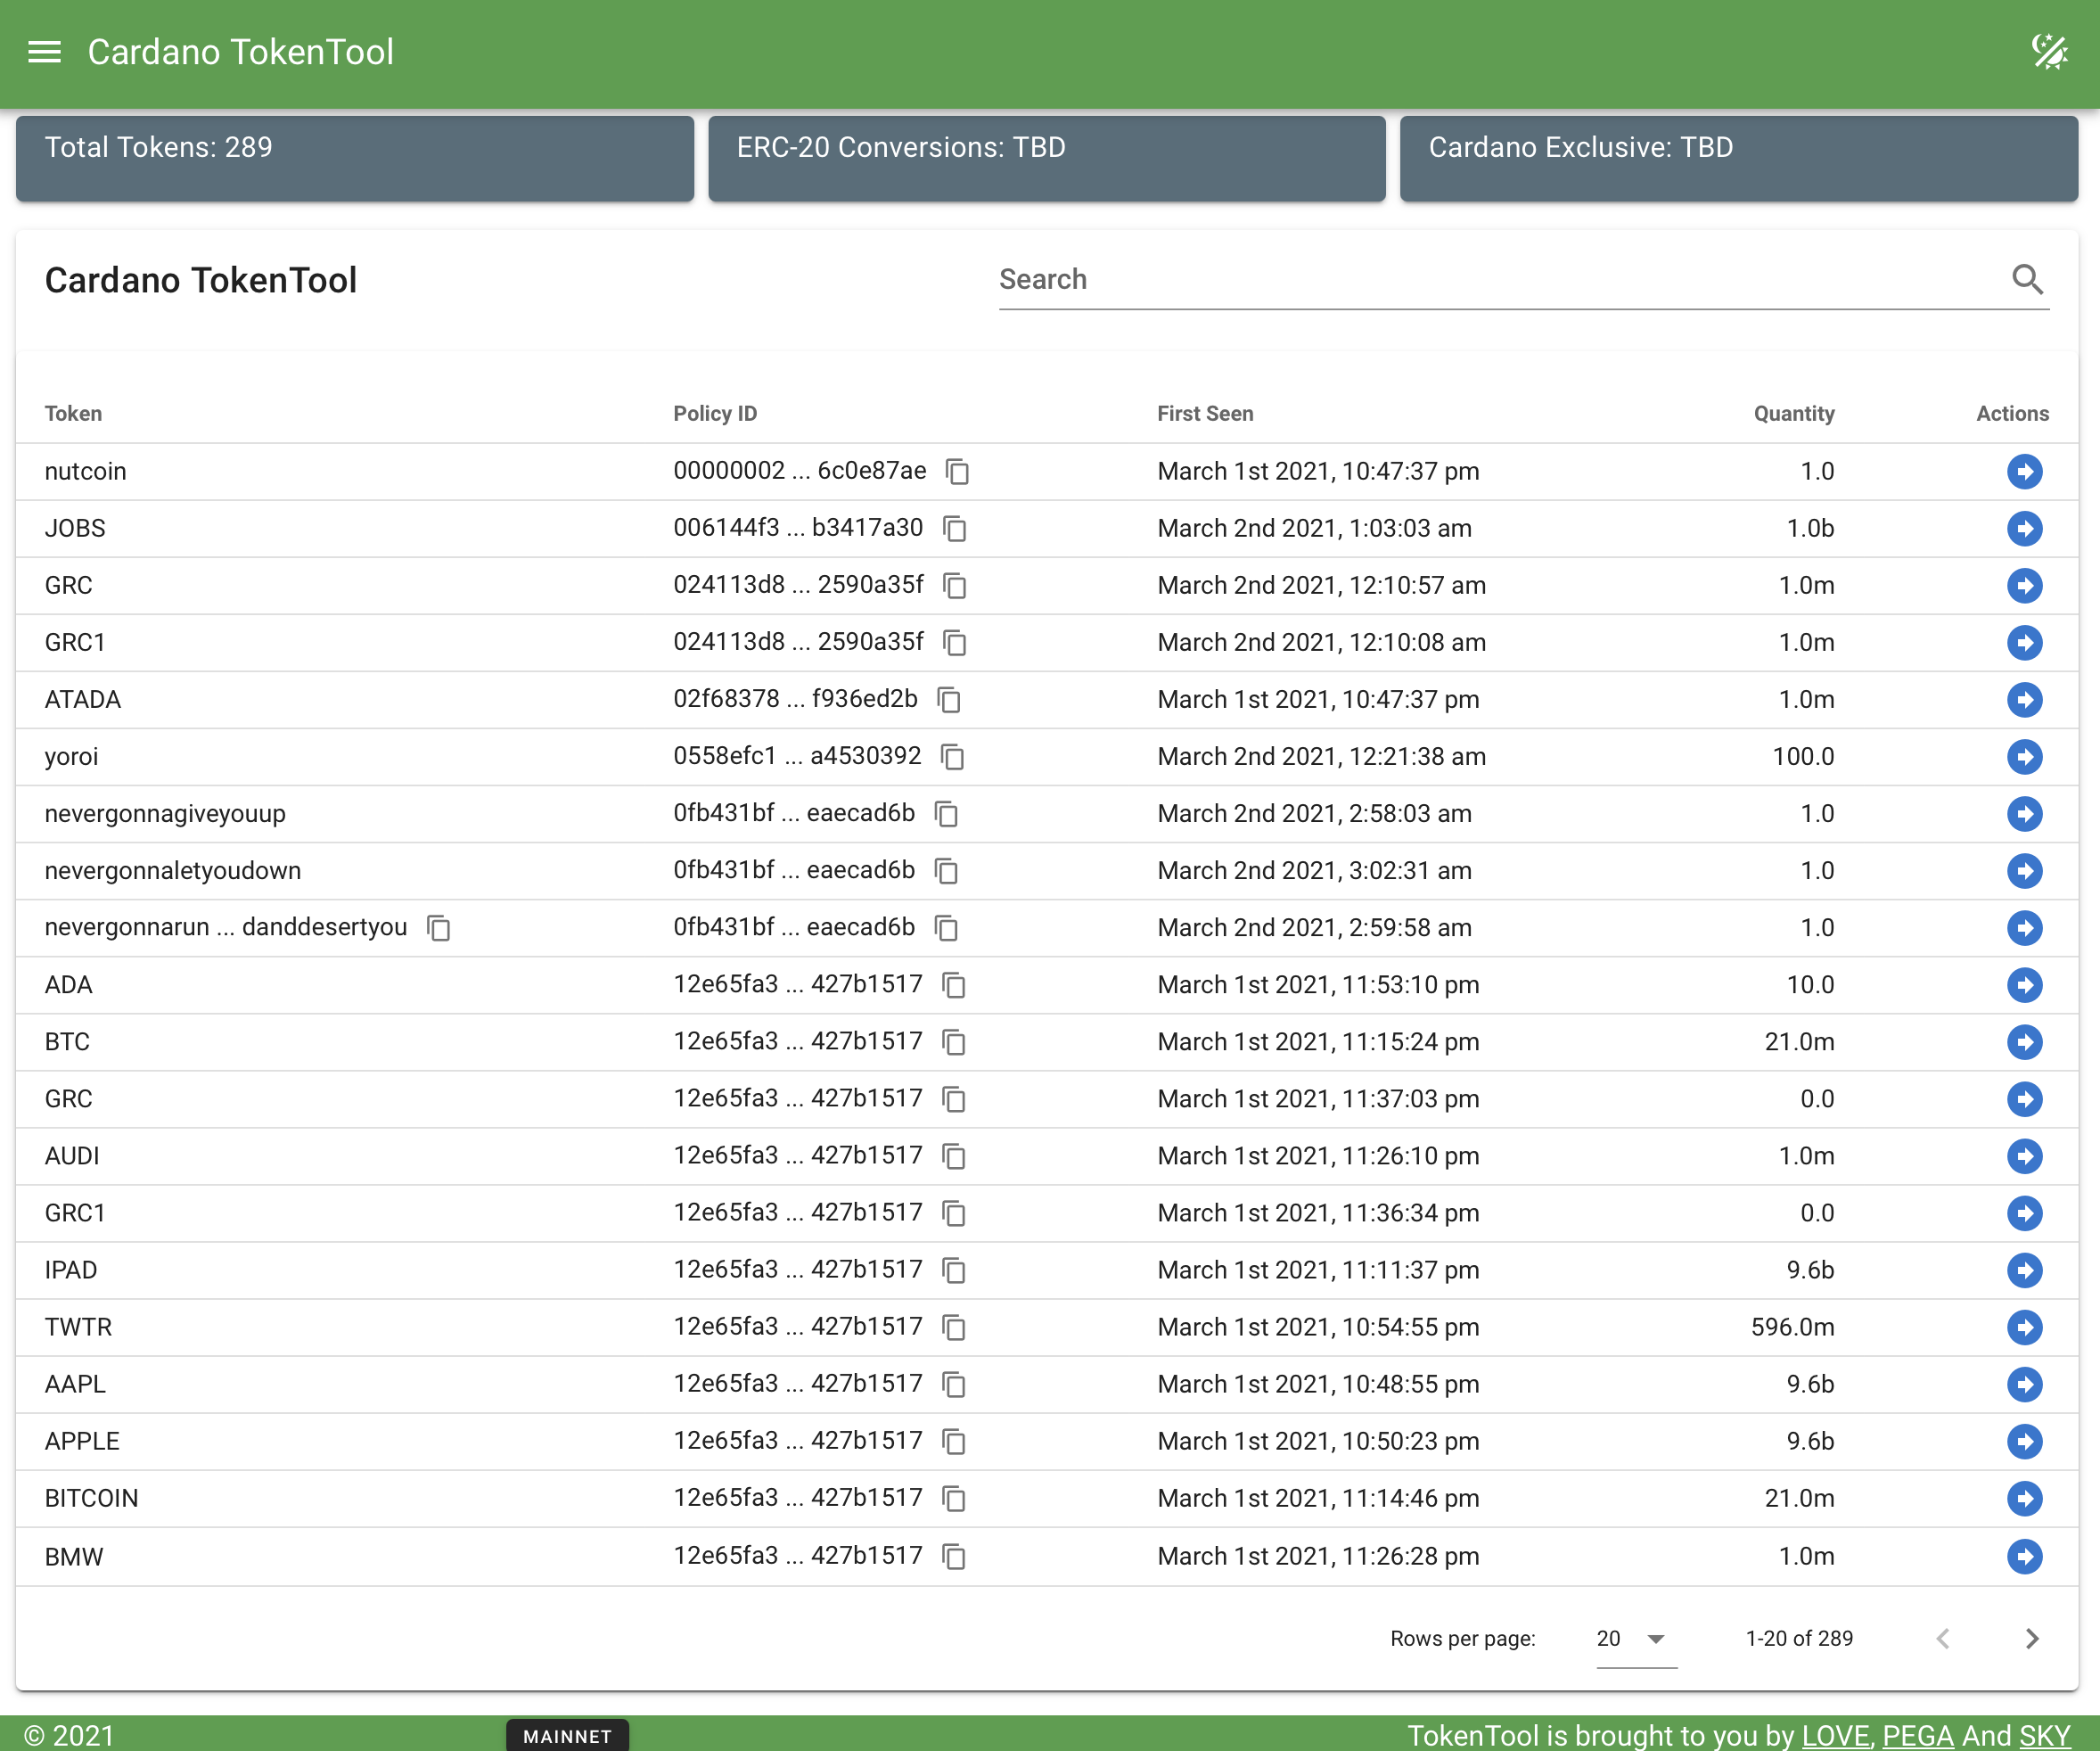 Cardano TokenTool
Total Tokens: 289
ERC-20 Conversions: TBD
Cardano Exclusive: TBD
Cardano TokenTool
Search
Token Policy ID First Seen Quantity Actions
nutcoin 00000002 ... 6c0e87ae March 1st 2021, 10:47:37 pm 1.0
JOBS 006144f3 ... b3417a30 March 2nd 2021, 1:03:03 am 1.0b
GRC 024113d8 ... 2590a35f March 2nd 2021, 12:10:57 am 1.0m
GRC1 024113d8 ... 2590a35f March 2nd 2021, 12:10:08 am 1.0m
ATADA 02f68378 ... f936ed2b March 1st 2021, 10:47:37 pm 1.0m
yoroi 0558efc1 ... a4530392 March 2nd 2021, 12:21:38 am 100.0
nevergonnagiveyouup 0fb431bf ... eaecad6b March 2nd 2021, 2:58:03 am 1.0
nevergonnaletyoudown 0fb431bf ... eaecad6b March 2nd 2021, 3:02:31 am 1.0
nevergonnarun ... danddesertyou 0fb431bf ... eaecad6b March 2nd 2021, 2:59:58 am 1.0
ADA 12e65fa3 ... 427b1517 March 1st 2021, 11:53:10 pm 10.0
BTC 12e65fa3 ... 427b1517 March 1st 2021, 11:15:24 pm 21.0m
GRC 12e65fa3 ... 427b1517 March 1st 2021, 11:37:03 pm 0.0
AUDI 12e65fa3 ... 427b1517 March 1st 2021, 11:26:10 pm 1.0m
GRC1 12e65fa3 ... 427b1517 March 1st 2021, 11:36:34 pm 0.0
IPAD 12e65fa3 ... 427b1517 March 1st 2021, 11:11:37 pm 9.6b
TWTR 12e65fa3 ... 427b1517 March 1st 2021, 10:54:55 pm 596.0m
AAPL 12e65fa3 ... 427b1517 March 1st 2021, 10:48:55 pm 9.6b
APPLE 12e65fa3 ... 427b1517 March 1st 2021, 10:50:23 pm 9.6b
BITCOIN 12e65fa3 ... 427b1517 March 1st 2021, 11:14:46 pm 21.0m
BMW 12e65fa3 ... 427b1517 March 1st 2021, 11:26:28 pm 1.0m
Rows per page: 20 1-20 of 289
© 2021 MAINNET TokenTool is brought to you by LOVE, PEGA And SKY